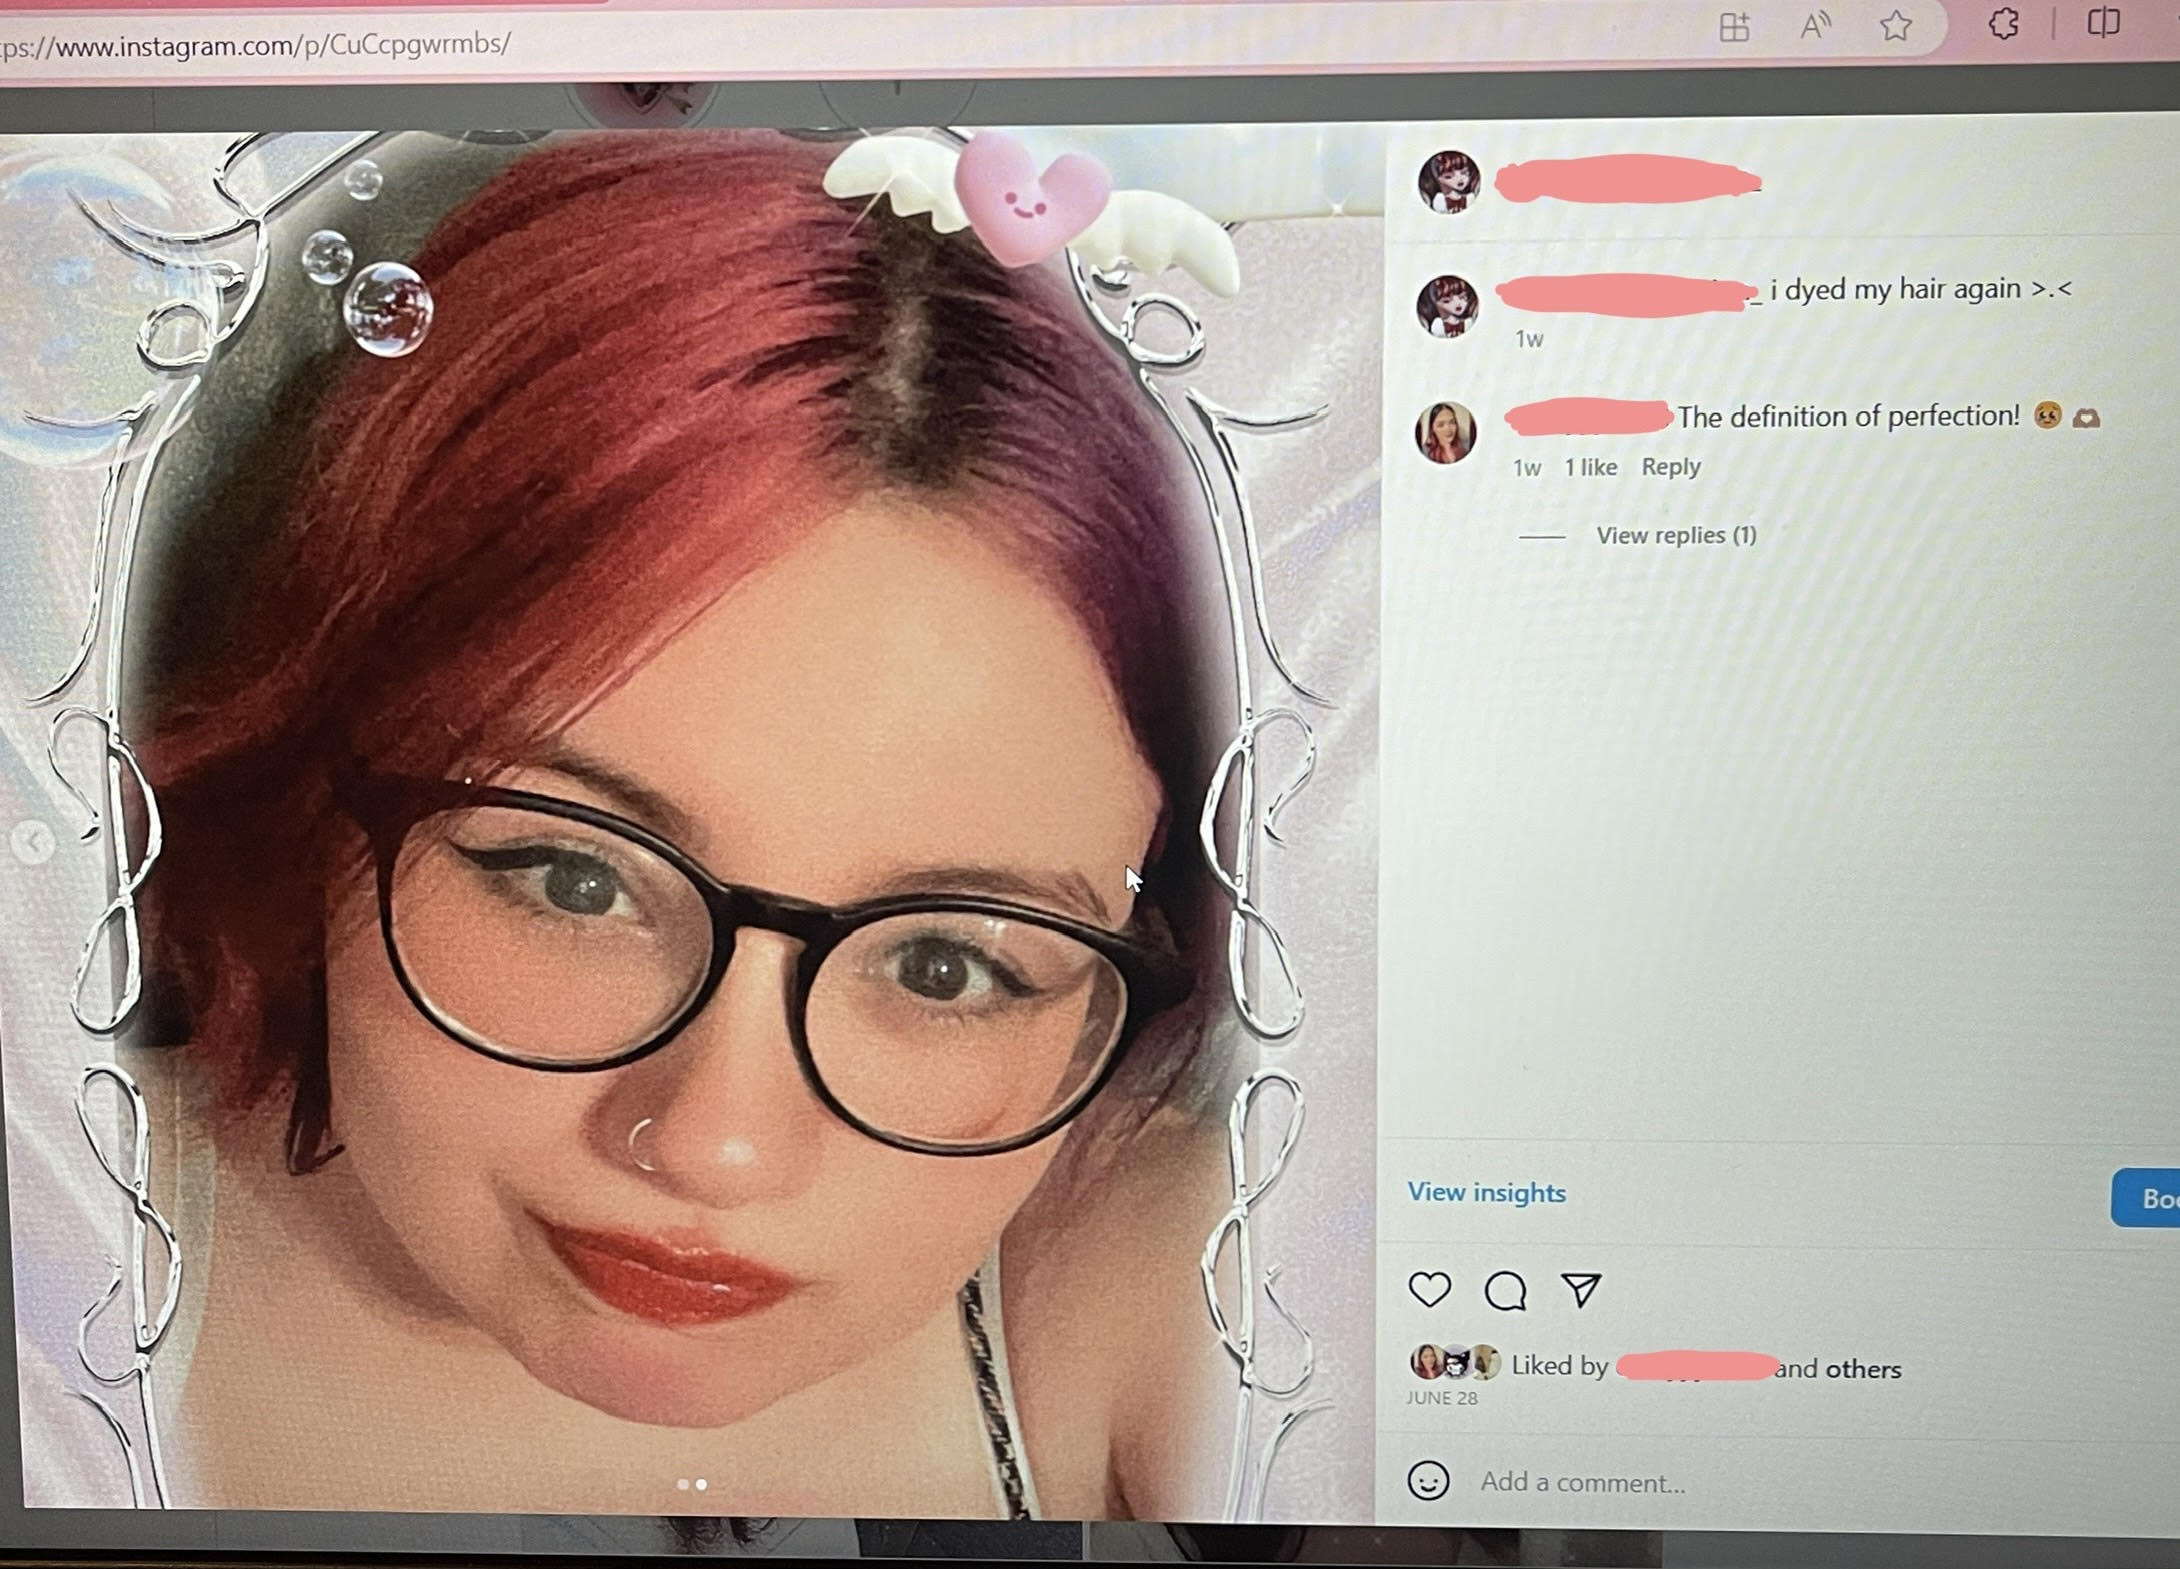 ps://www.instagram.com/p/CuCcpgwrmbs/
i dyed my hair again >.<
1w
The definition of perfection! 🥹 🫶🏽
1w 1 like Reply
View replies (1)
View insights
Liked by and others
JUNE 28
Add a comment...